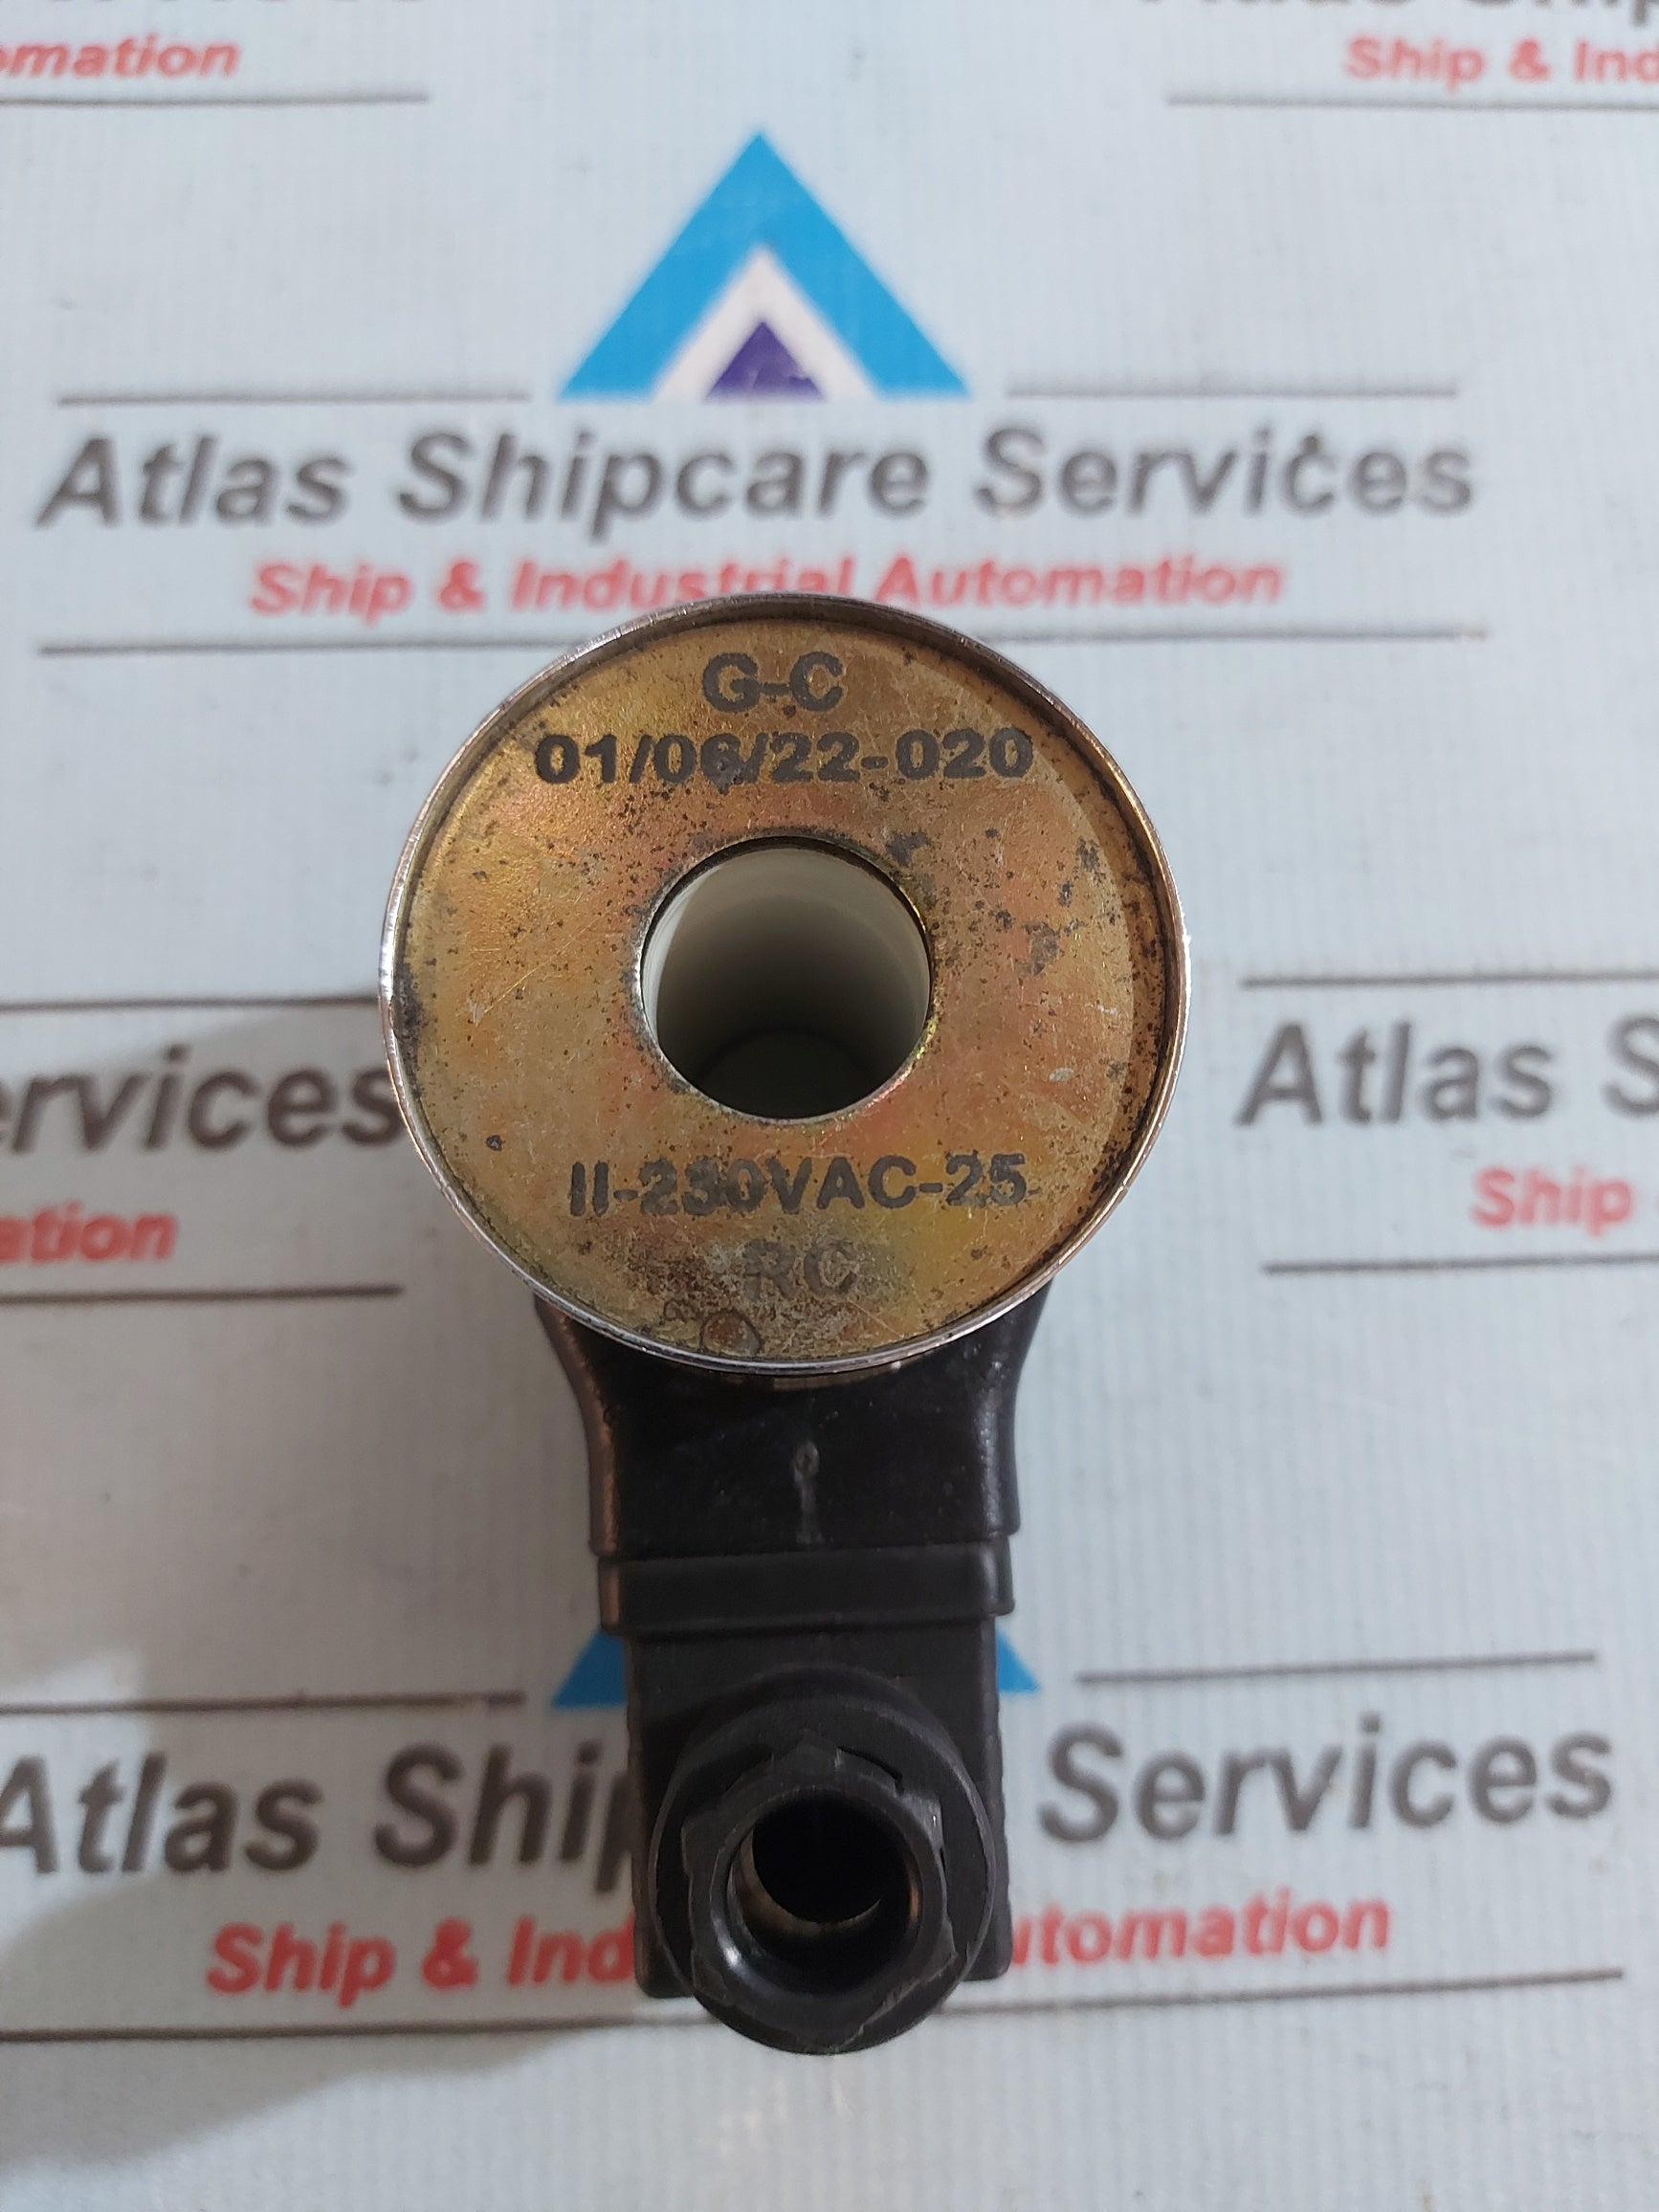 omation
Ship & Ind
Atlas Shipcare Services
Ship & Industrial Automation
G-C
01/06/22-020
II-230VAC-25
RC
ervices
ation
Atlas S
Ship
Atlas Ship Services
Ship & Ind utomation